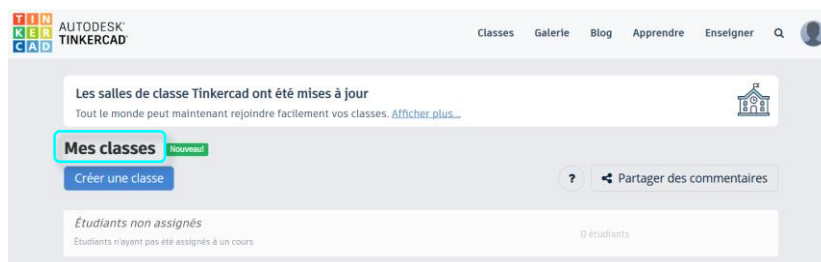 TIN
KER
CAD
AUTODESK®
TINKERCAD®
Classes Galerie Blog Apprendre Enseigner
Les salles de classe Tinkercad ont été mises à jour
Tout le monde peut maintenant rejoindre facilement vos classes. Afficher plus...
Mes classes Nouveau!
Créer une classe ? Partager des commentaires
Étudiants non assignés
Étudiants n'ayant pas été assignés à un cours
0 étudiants